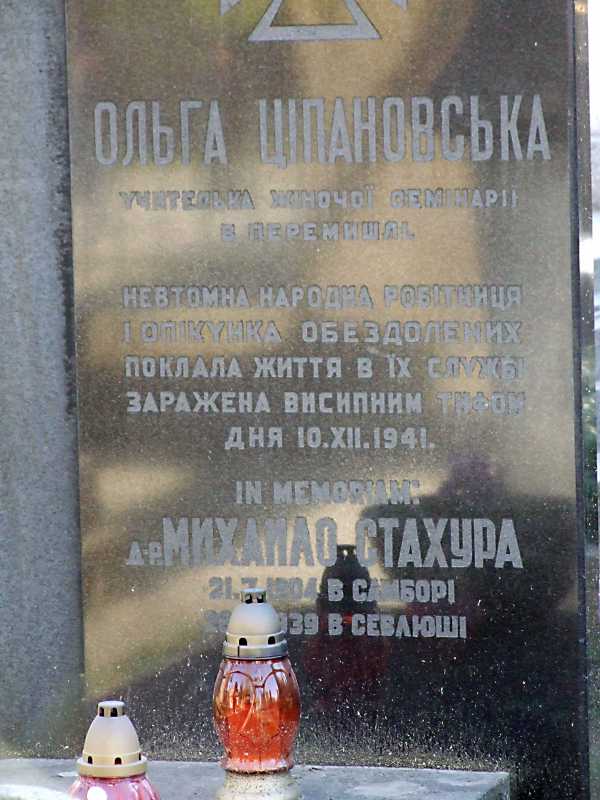 ОЛЬГА ЦІПАНОВСЬКА
УЧИТЕЛЬКА ЖІНОЧОЇ СЕМІНАРІЇ
В ПЕРЕМИШЛІ.
НЕВТОМНА НАРОДНА РОБІТНИЦЯ
І ОПІКУНКА ОБЕЗДОЛЕНИХ
ПОКЛАЛА ЖИТТЯ В ЇХ СЛУЖБІ
ЗАРАЖЕНА ВИСИПНИМ ТИФОМ
ДНЯ 10.XII.1941.
IN MEMORIAM:
Д-Р. МИХАЙЛО СТАХУРА
21.7.1904 В САМБОРІ
В СЕВЛЮШІ